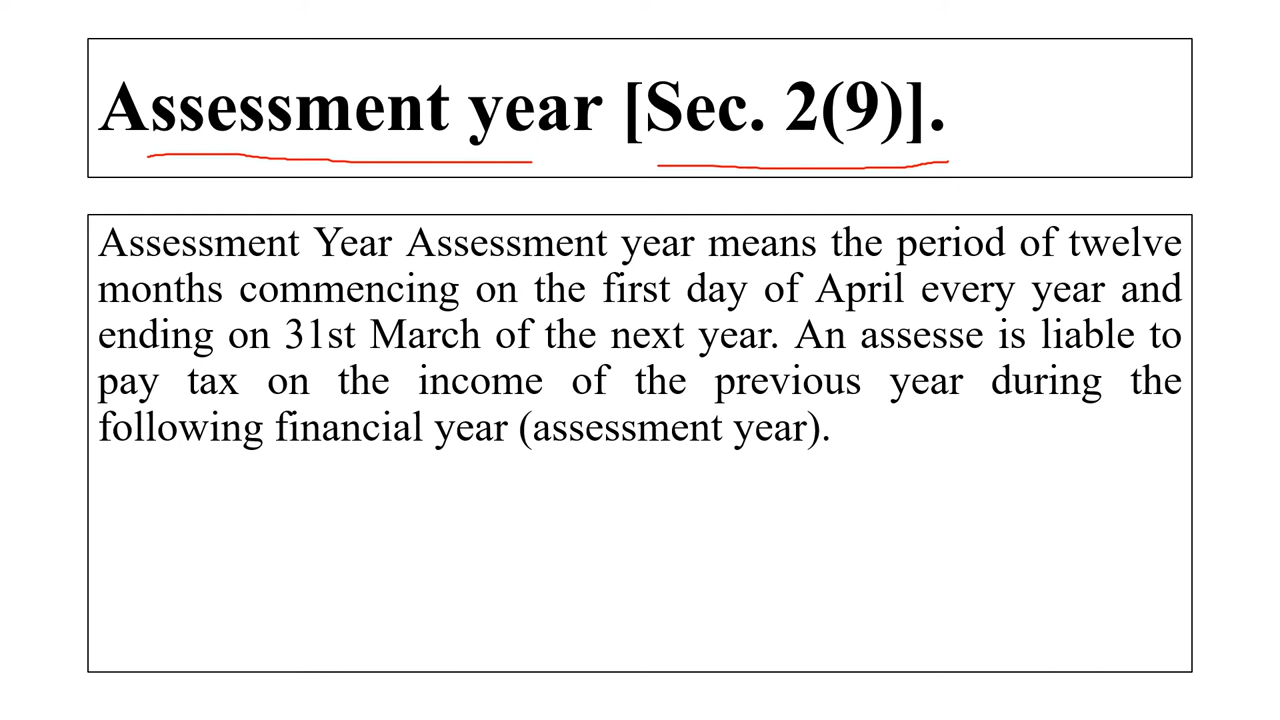 Assessment year [Sec. 2(9)].
Assessment Year Assessment year means the period of twelve
months commencing on the first day of April every year and
ending on 31st March of the next year. An assesse is liable to
pay tax on the income of the previous year during the
following financial year (assessment year).